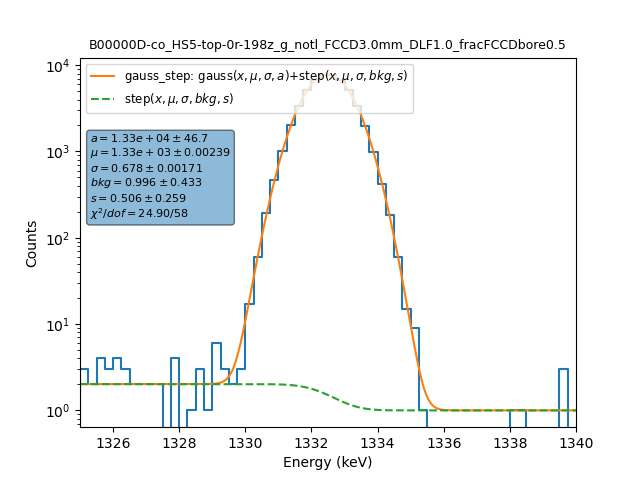 B00000D-co_HS5-top-0r-198z_g_notl_FCCD3.0mm_DLF1.0_fracFCCDbore0.5
gauss_step: gauss(x, μ, σ, a)+step(x, μ, σ, bkg, s)
step(x, μ, σ, bkg, s)
a = 1.33e + 04 ± 46.7
μ = 1.33e + 03 ± 0.00239
σ = 0.678 ± 0.00171
bkg = 0.996 ± 0.433
s = 0.506 ± 0.259
χ²/dof = 24.90/58
10⁴
10³
10²
10¹
10⁰
Counts
1326 1328 1330 1332 1334 1336 1338 1340
Energy (keV)